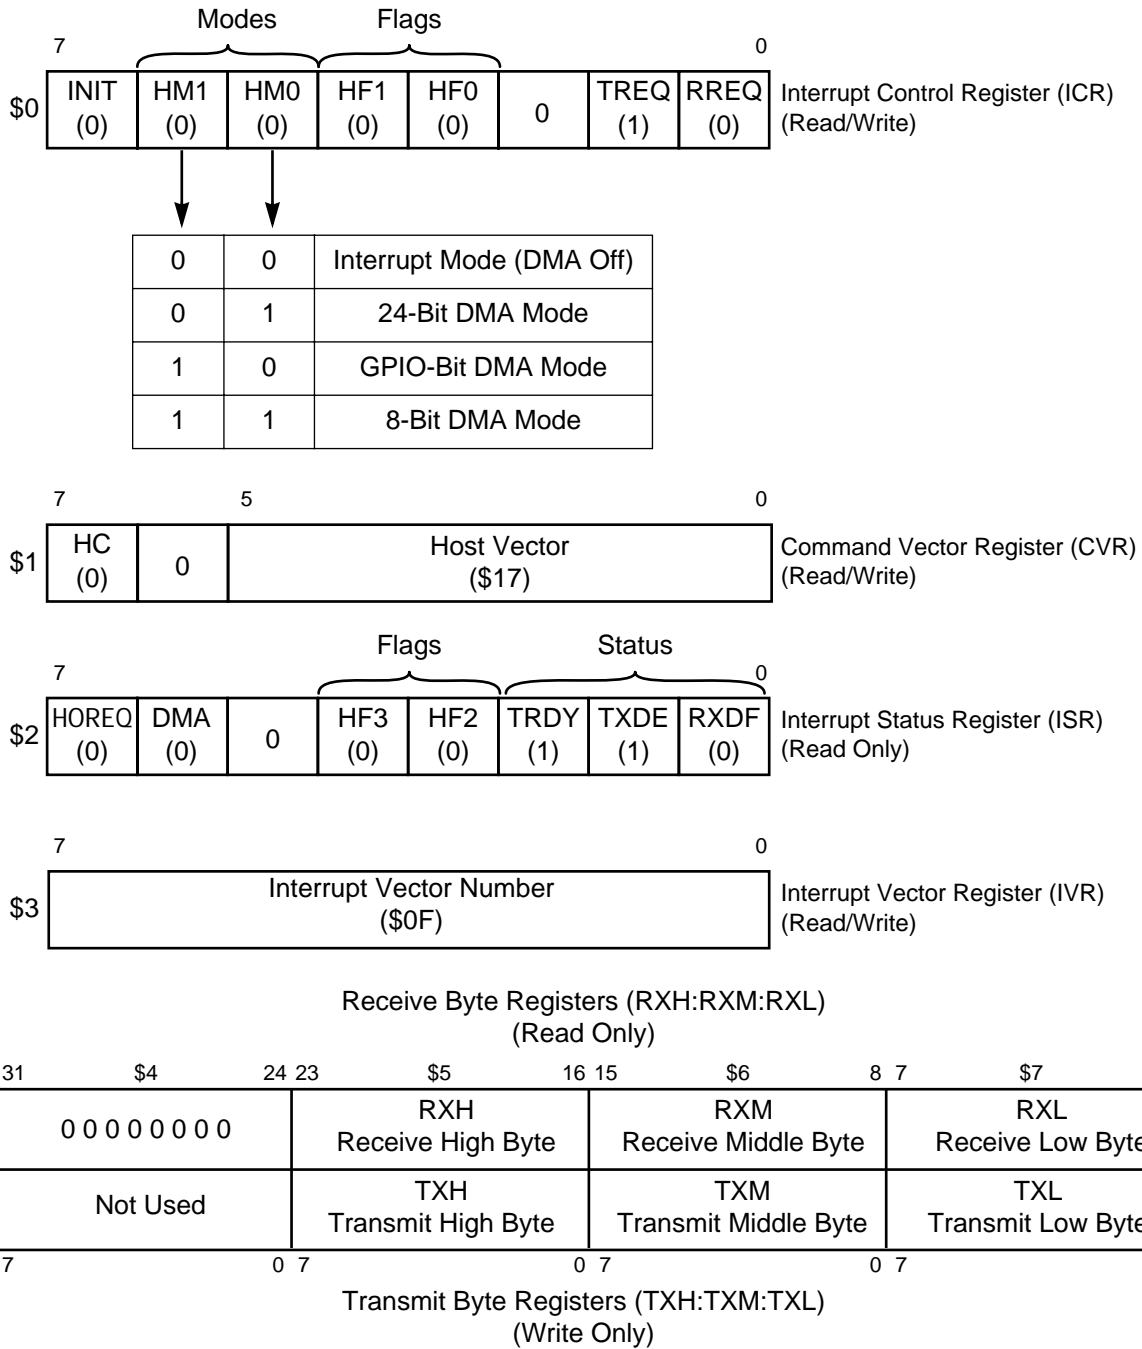 Modes Flags
7 0
$0 INIT (0) HM1 (0) HM0 (0) HF1 (0) HF0 (0) 0 TREQ (1) RREQ (0)
Interrupt Control Register (ICR)
(Read/Write)
0 0 Interrupt Mode (DMA Off)
0 1 24-Bit DMA Mode
1 0 GPIO-Bit DMA Mode
1 1 8-Bit DMA Mode
7 5 0
$1 HC (0) 0 Host Vector ($17)
Command Vector Register (CVR)
(Read/Write)
Flags Status
7 0
$2 HOREQ (0) DMA (0) 0 HF3 (0) HF2 (0) TRDY (1) TXDE (1) RXDF (0)
Interrupt Status Register (ISR)
(Read Only)
7 0
$3 Interrupt Vector Number ($0F)
Interrupt Vector Register (IVR)
(Read/Write)
Receive Byte Registers (RXH:RXM:RXL)
(Read Only)
31 $4 24 23 $5 16 15 $6 8 7 $7
0 0 0 0 0 0 0 0 RXH RXM RXL
Receive High Byte Receive Middle Byte Receive Low Byte
Not Used TXH TXM TXL
Transmit High Byte Transmit Middle Byte Transmit Low Byte
7 0 7 0 7 0 7
Transmit Byte Registers (TXH:TXM:TXL)
(Write Only)